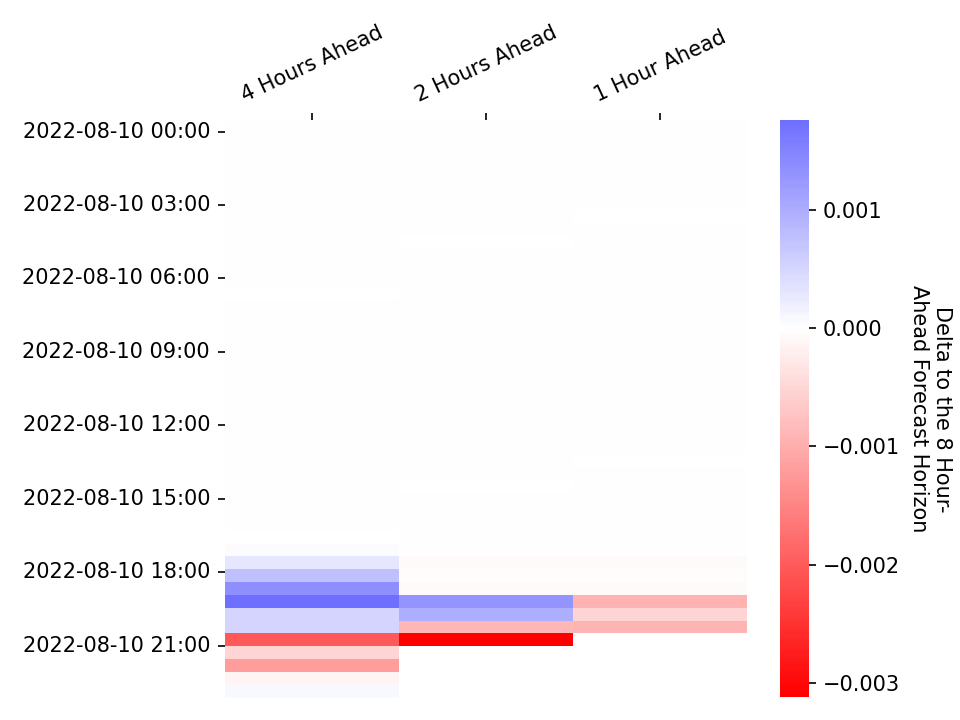 4 Hours Ahead
2 Hours Ahead
1 Hour Ahead
2022-08-10 00:00
2022-08-10 03:00
2022-08-10 06:00
2022-08-10 09:00
2022-08-10 12:00
2022-08-10 15:00
2022-08-10 18:00
2022-08-10 21:00
0.001
0.000
−0.001
−0.002
−0.003
Delta to the 8 Hour-
Ahead Forecast Horizon